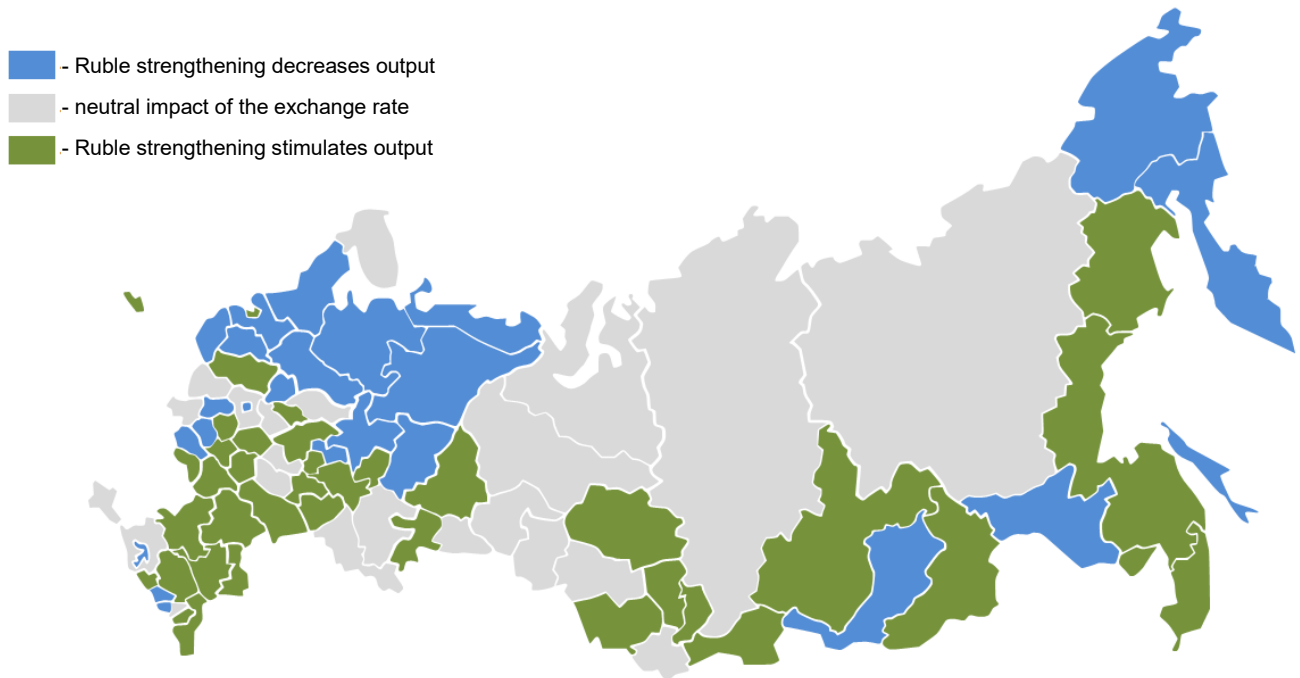 - Ruble strengthening decreases output
- neutral impact of the exchange rate
- Ruble strengthening stimulates output